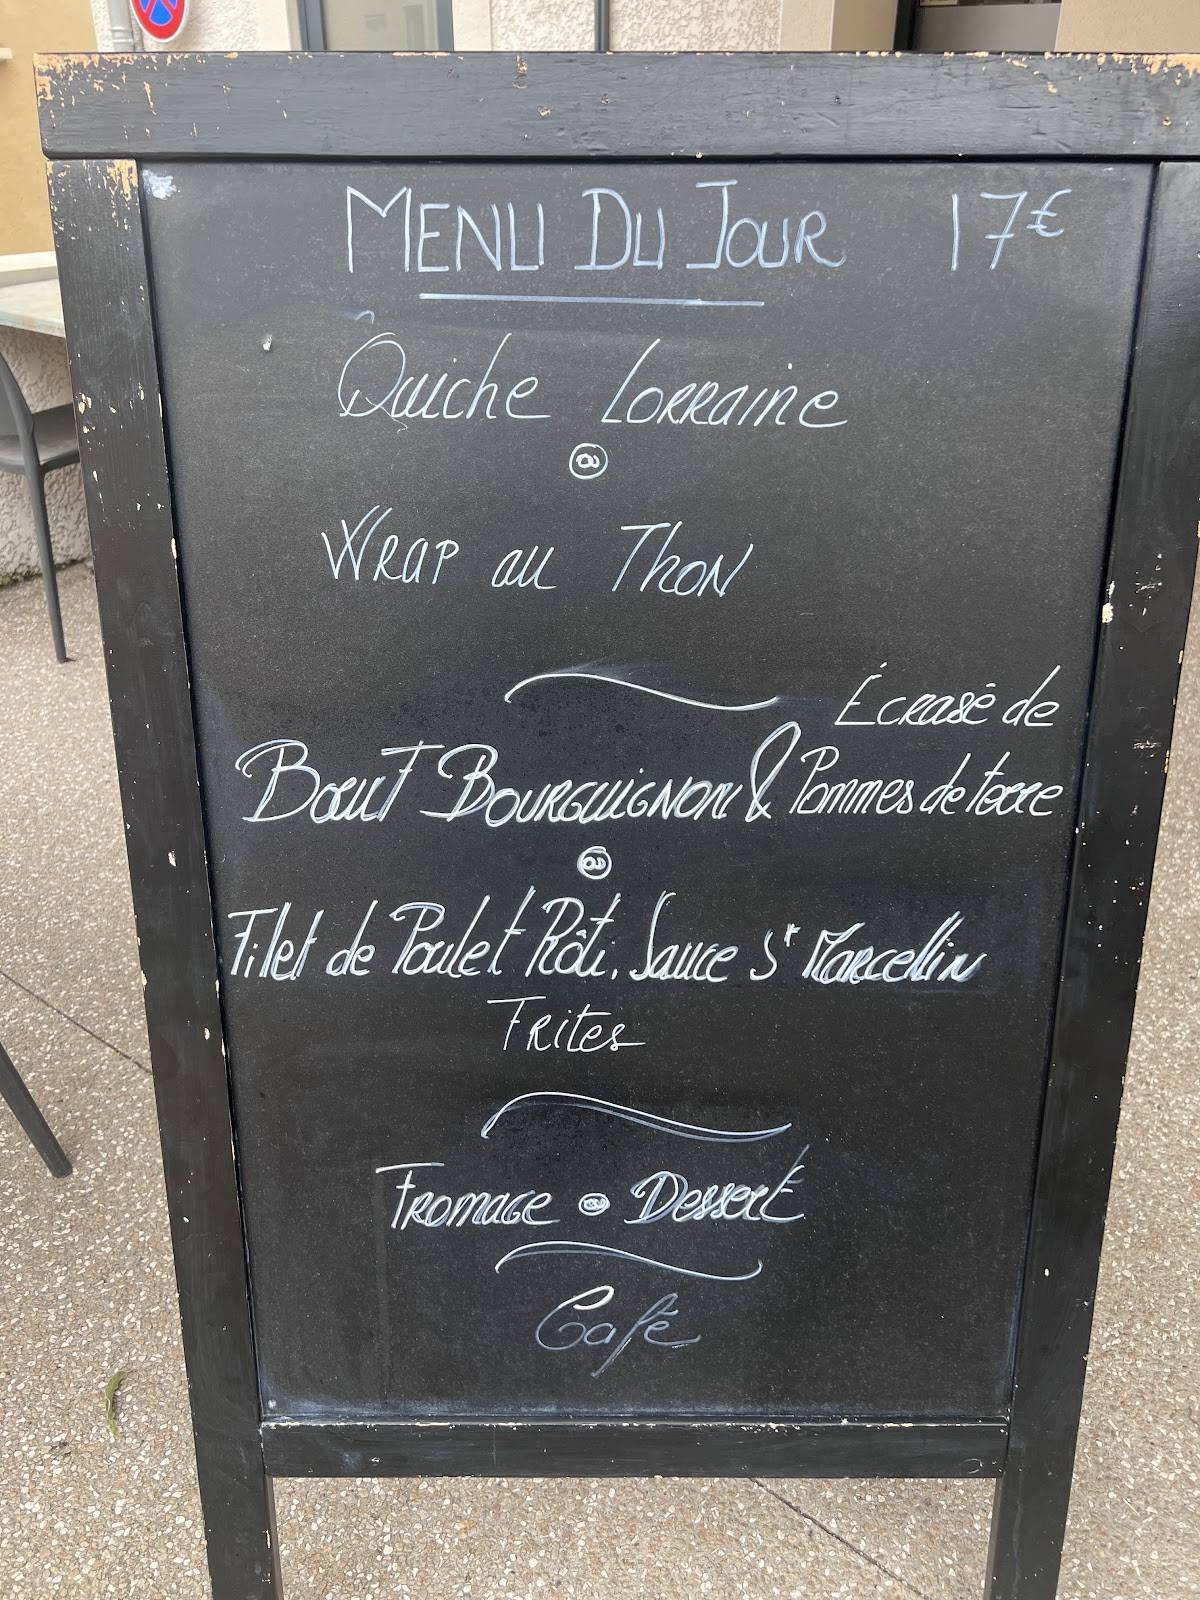 MENU DU JOUR 17€
Quiche Lorraine
ou
Wrap au Thon
Écrasé de
Bœuf Bourguignon & Pommes de terre
ou
Filet de Poulet Rôti, Sauce St Marcellin
Frites
Fromage ou Dessert
Café